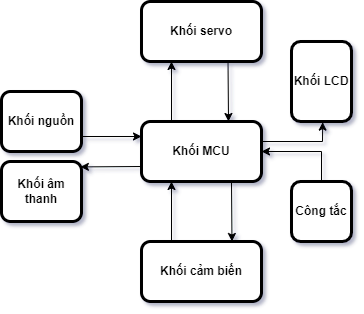 Khối servo
Khối LCD
Khối nguồn
Khối MCU
Khối âm
thanh
Công tắc
Khối cảm biến